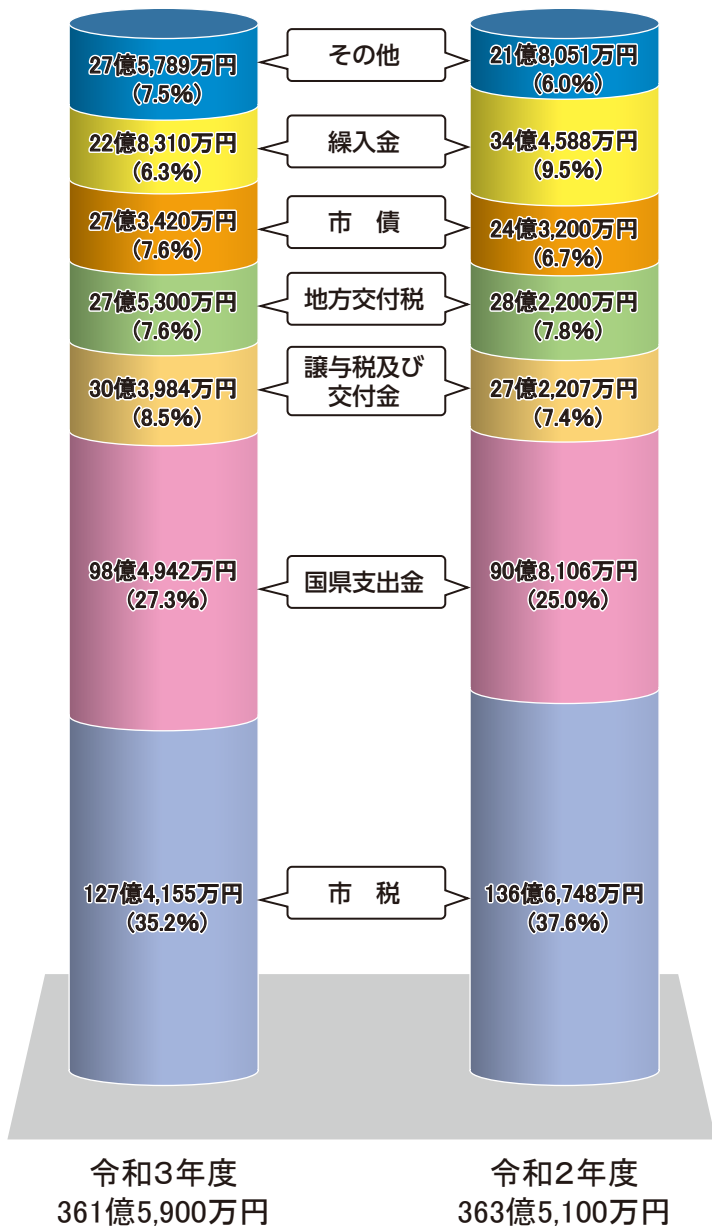 27億5,789万円
(7.5%)
その他
21億8,051万円
(6.0%)
22億8,310万円
(6.3%)
繰入金
34億4,588万円
(9.5%)
27億3,420万円
(7.6%)
市　債
24億3,200万円
(6.7%)
27億5,300万円
(7.6%)
地方交付税
28億2,200万円
(7.8%)
30億3,984万円
(8.5%)
譲与税及び
交付金
27億2,207万円
(7.4%)
98億4,942万円
(27.3%)
国県支出金
90億8,106万円
(25.0%)
127億4,155万円
(35.2%)
市　税
136億6,748万円
(37.6%)
令和3年度
361億5,900万円
令和2年度
363億5,100万円